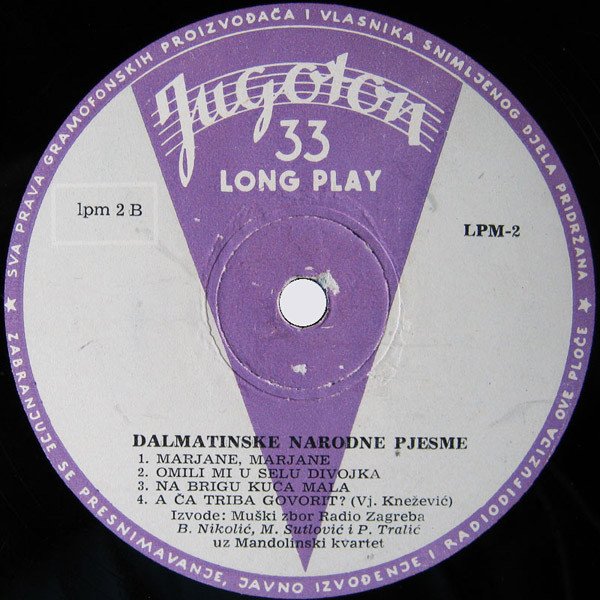 ★ SVA PRAVA GRAMOFONSKIH PROIZVOĐAČA I VLASNIKA SNIMLJENOG DJELA PRIDRŽANA ★
Jugoton
33
LONG PLAY
lpm 2 B
LPM-2
DALMATINSKE NARODNE PJESME
1. MARJANE, MARJANE
2. OMILI MI U SELU DIVOJKA
3. NA BRIGU KUĆA MALA
4. A ČA TRIBA GOVORIT? (Vj. Knežević)
Izvode: Muški zbor Radio Zagreba
B. Nikolić, M. Sutlović i P. Tralić
uz Mandolinski kvartet
ZABRANJUJE SE PRESNIMAVANJE, JAVNO IZVOĐENJE I RADIODIFUZIJA OVE PLOČE